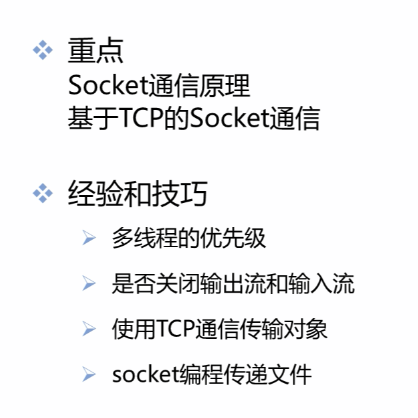 重点
Socket通信原理
基于TCP的Socket通信
经验和技巧
多线程的优先级
是否关闭输出流和输入流
使用TCP通信传输对象
socket编程传递文件